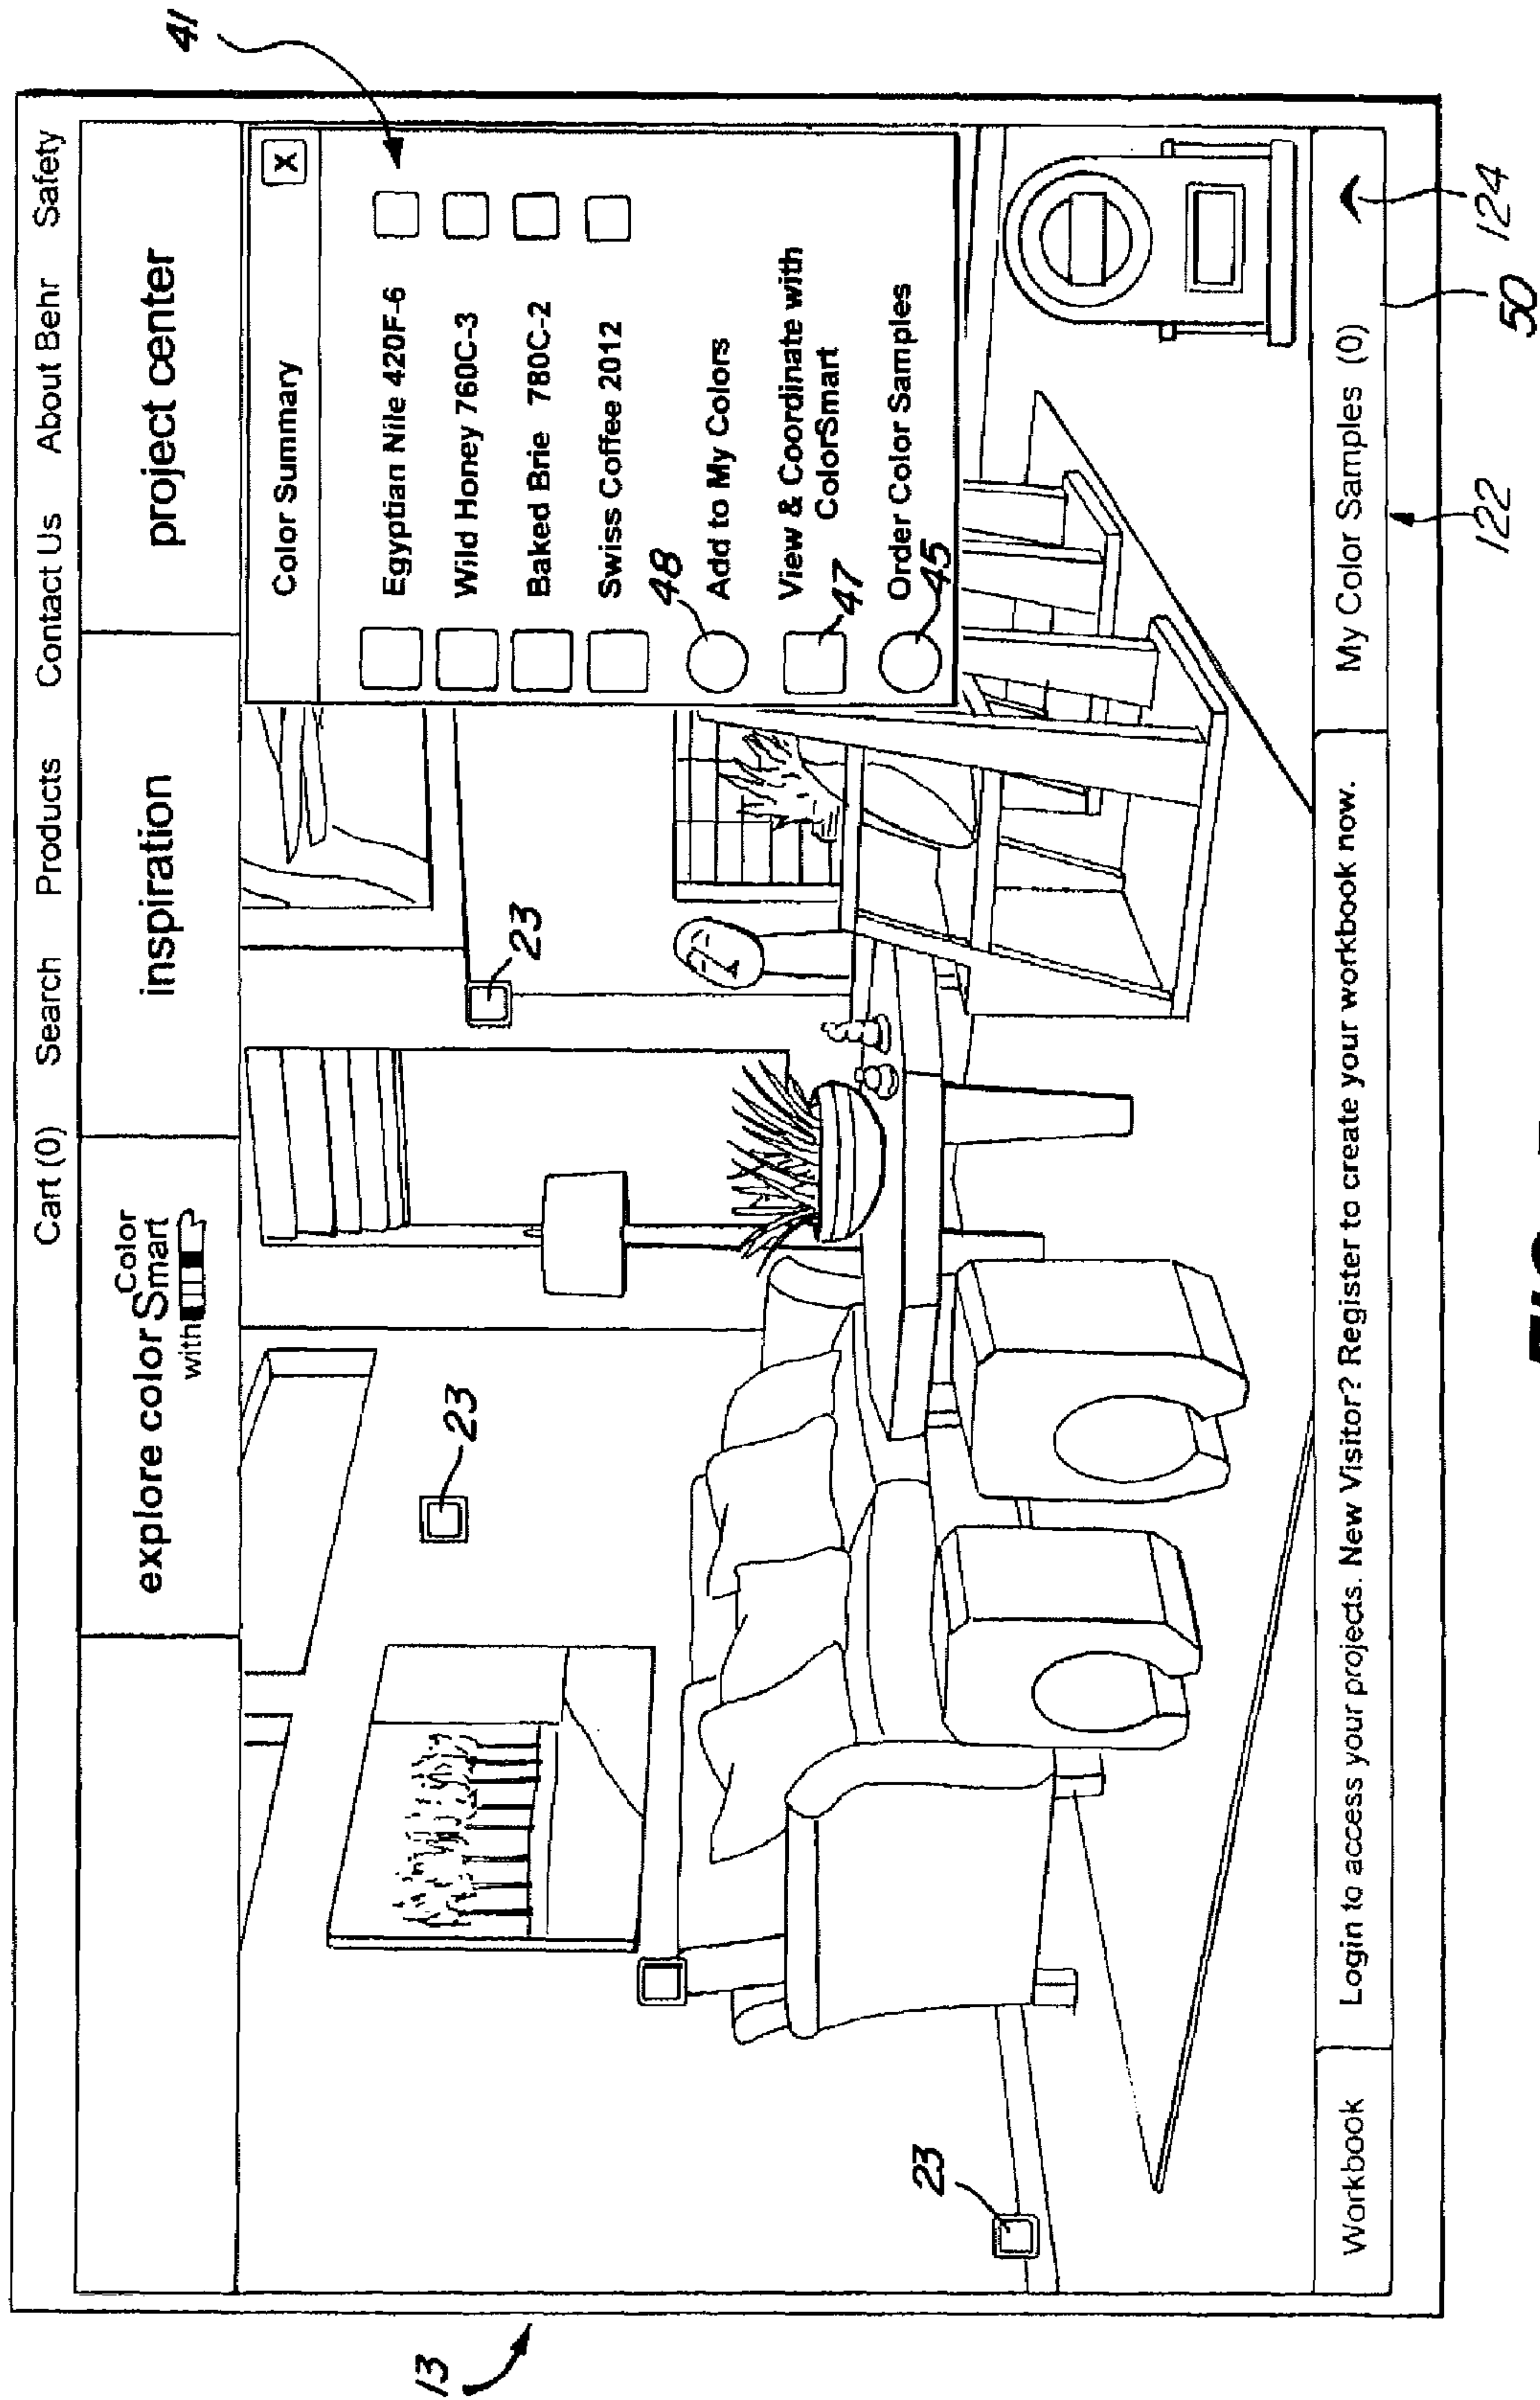 Cart (0) Search Products Contact Us About Behr Safety
explore color
with
Color
Smart
inspiration
project center
Color Summary
X
Egyptian Nile 420F-6
Wild Honey 760C-3
Baked Brie 780C-2
Swiss Coffee 2012
Add to My Colors
View & Coordinate with
ColorSmart
Order Color Samples
41
48
47
45
23
23
23
13
Workbook
Login to access your projects. New Visitor? Register to create your workbook now.
My Color Samples (0)
122
50
124